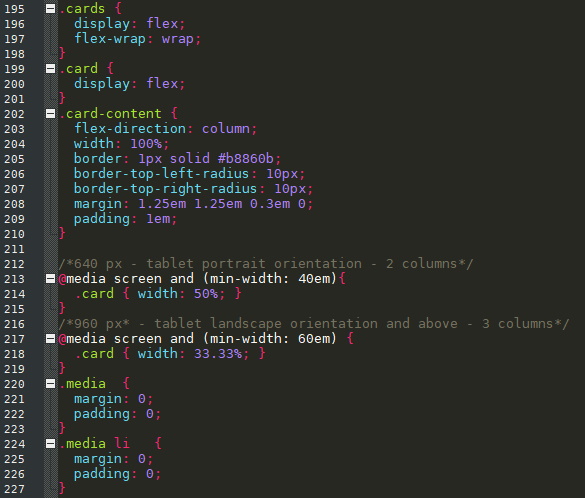 195 .cards {
196 display: flex;
197 flex-wrap: wrap;
198 }
199 .card {
200 display: flex;
201 }
202 .card-content {
203 flex-direction: column;
204 width: 100%;
205 border: 1px solid #b8860b;
206 border-top-left-radius: 10px;
207 border-top-right-radius: 10px;
208 margin: 1.25em 1.25em 0.3em 0;
209 padding: 1em;
210 }
211
212 /*640 px - tablet portrait orientation - 2 columns*/
213 @media screen and (min-width: 40em){
214 .card { width: 50%; }
215 }
216 /*960 px* - tablet landscape orientation and above - 3 columns*/
217 @media screen and (min-width: 60em) {
218 .card { width: 33.33%; }
219 }
220 .media {
221 margin: 0;
222 padding: 0;
223 }
224 .media li {
225 margin: 0;
226 padding: 0;
227 }